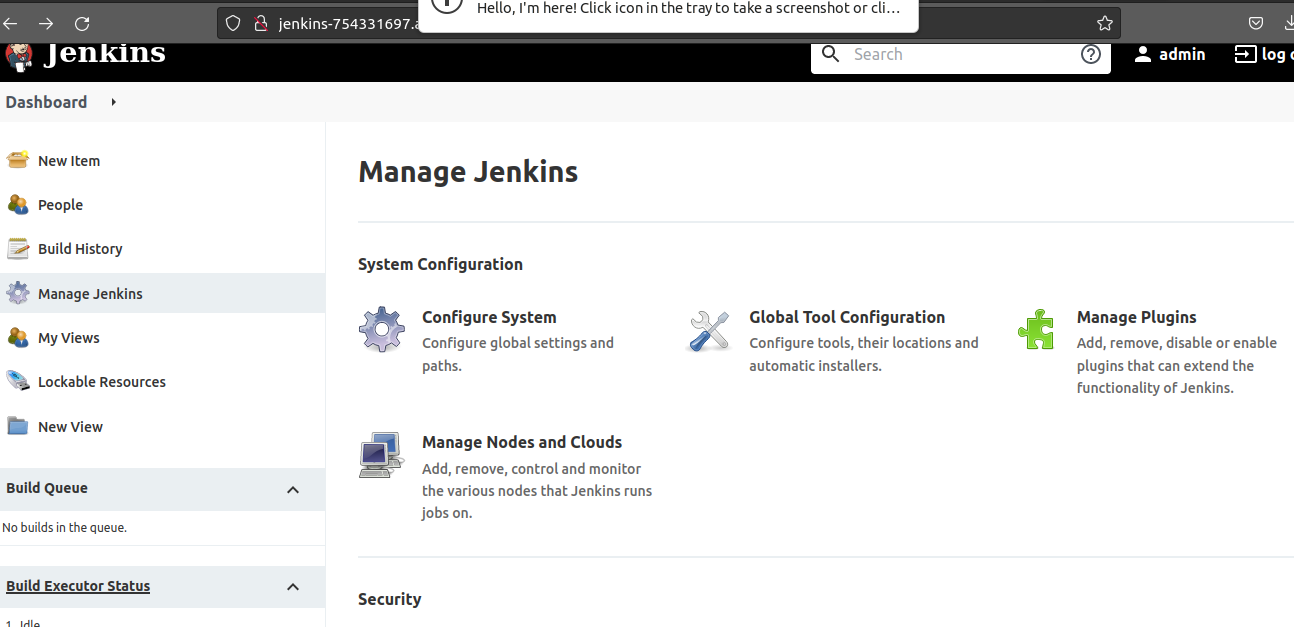 Hello, I'm here! Click icon in the tray to take a screenshot or cli...
jenkins-754331697.a
Jenkins
Search
admin
log
Dashboard
New Item
People
Build History
Manage Jenkins
My Views
Lockable Resources
New View
Build Queue
No builds in the queue.
Build Executor Status
1 Idle
Manage Jenkins
System Configuration
Configure System
Configure global settings and
paths.
Global Tool Configuration
Configure tools, their locations and
automatic installers.
Manage Plugins
Add, remove, disable or enable
plugins that can extend the
functionality of Jenkins.
Manage Nodes and Clouds
Add, remove, control and monitor
the various nodes that Jenkins runs
jobs on.
Security